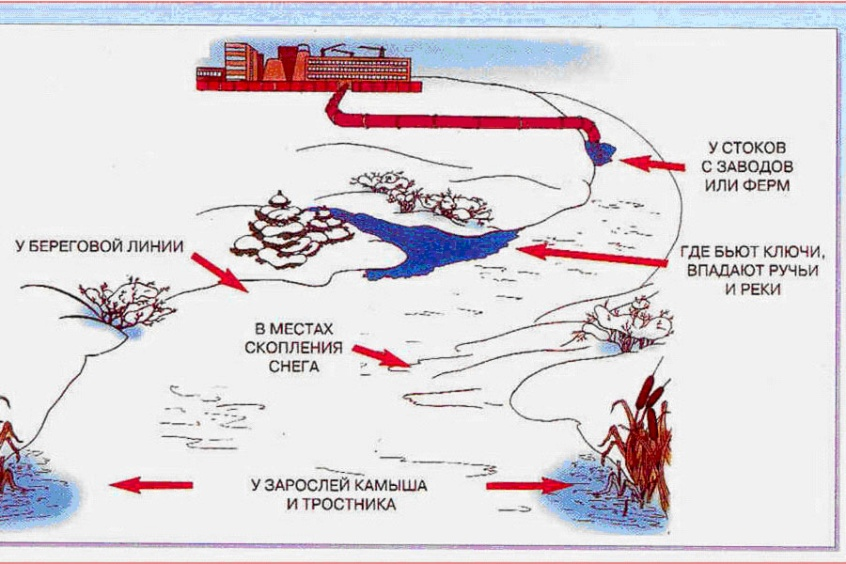 У СТОКОВ
С ЗАВОДОВ
ИЛИ ФЕРМ
У БЕРЕГОВОЙ ЛИНИИ
ГДЕ БЬЮТ КЛЮЧИ,
ВПАДАЮТ РУЧЬИ
И РЕКИ
В МЕСТАХ
СКОПЛЕНИЯ
СНЕГА
У ЗАРОСЛЕЙ КАМЫША
И ТРОСТНИКА